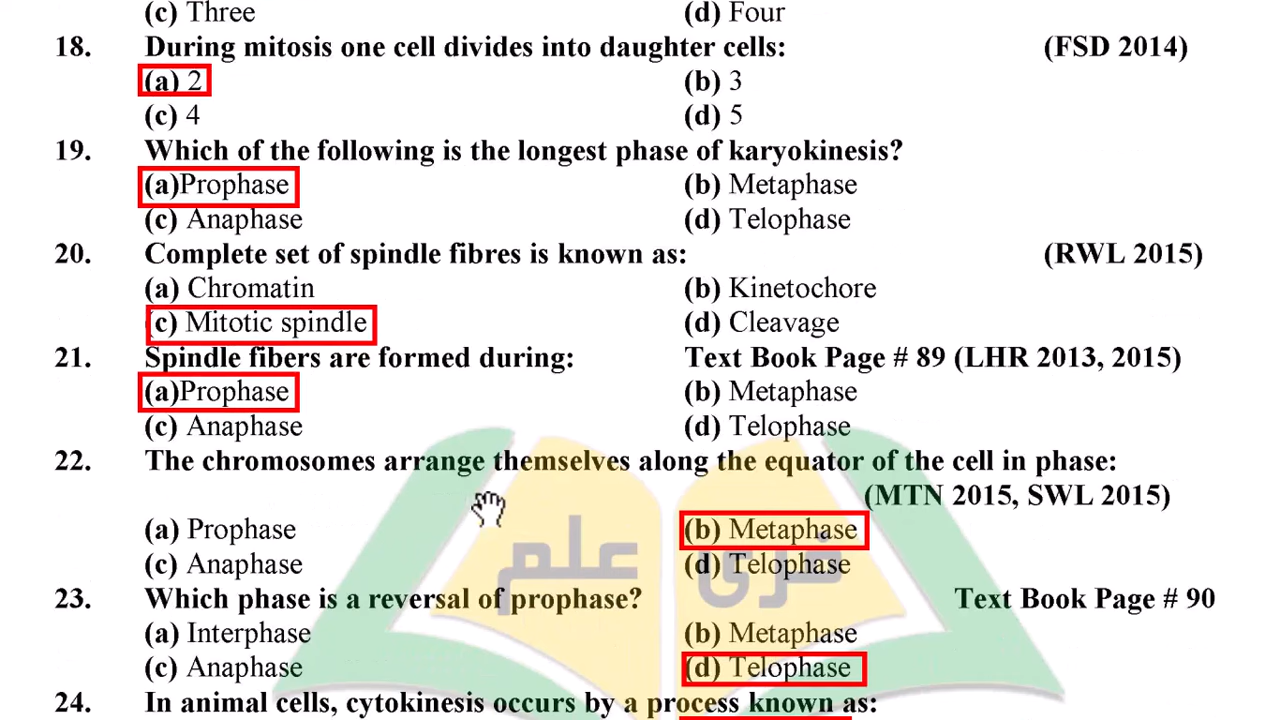 (c) Three (d) Four
18. During mitosis one cell divides into daughter cells: (FSD 2014)
(a) 2 (b) 3
(c) 4 (d) 5
19. Which of the following is the longest phase of karyokinesis?
(a)Prophase (b) Metaphase
(c) Anaphase (d) Telophase
20. Complete set of spindle fibres is known as: (RWL 2015)
(a) Chromatin (b) Kinetochore
(c) Mitotic spindle (d) Cleavage
21. Spindle fibers are formed during: Text Book Page # 89 (LHR 2013, 2015)
(a)Prophase (b) Metaphase
(c) Anaphase (d) Telophase
22. The chromosomes arrange themselves along the equator of the cell in phase:
(MTN 2015, SWL 2015)
(a) Prophase (b) Metaphase
(c) Anaphase (d) Telophase
فری علم
23. Which phase is a reversal of prophase? Text Book Page # 90
(a) Interphase (b) Metaphase
(c) Anaphase (d) Telophase
24. In animal cells, cytokinesis occurs by a process known as: